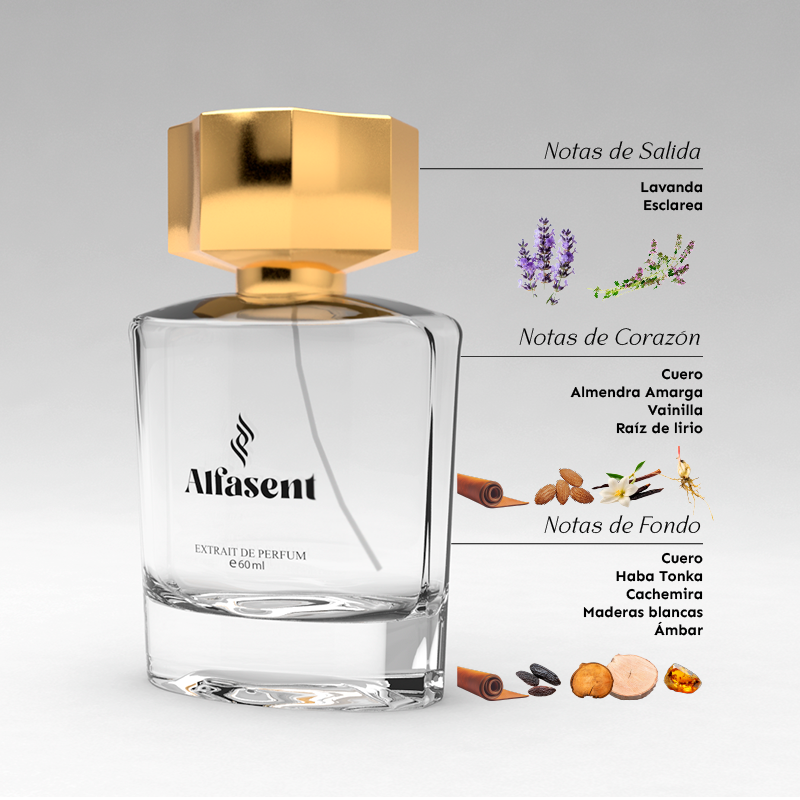 Notas de Salida
Lavanda
Esclarea
Notas de Corazón
Cuero
Almendra Amarga
Vainilla
Raíz de lirio
Alfasent
EXTRAIT DE PERFUM
e60ml
Notas de Fondo
Cuero
Haba Tonka
Cachemira
Maderas blancas
Ámbar